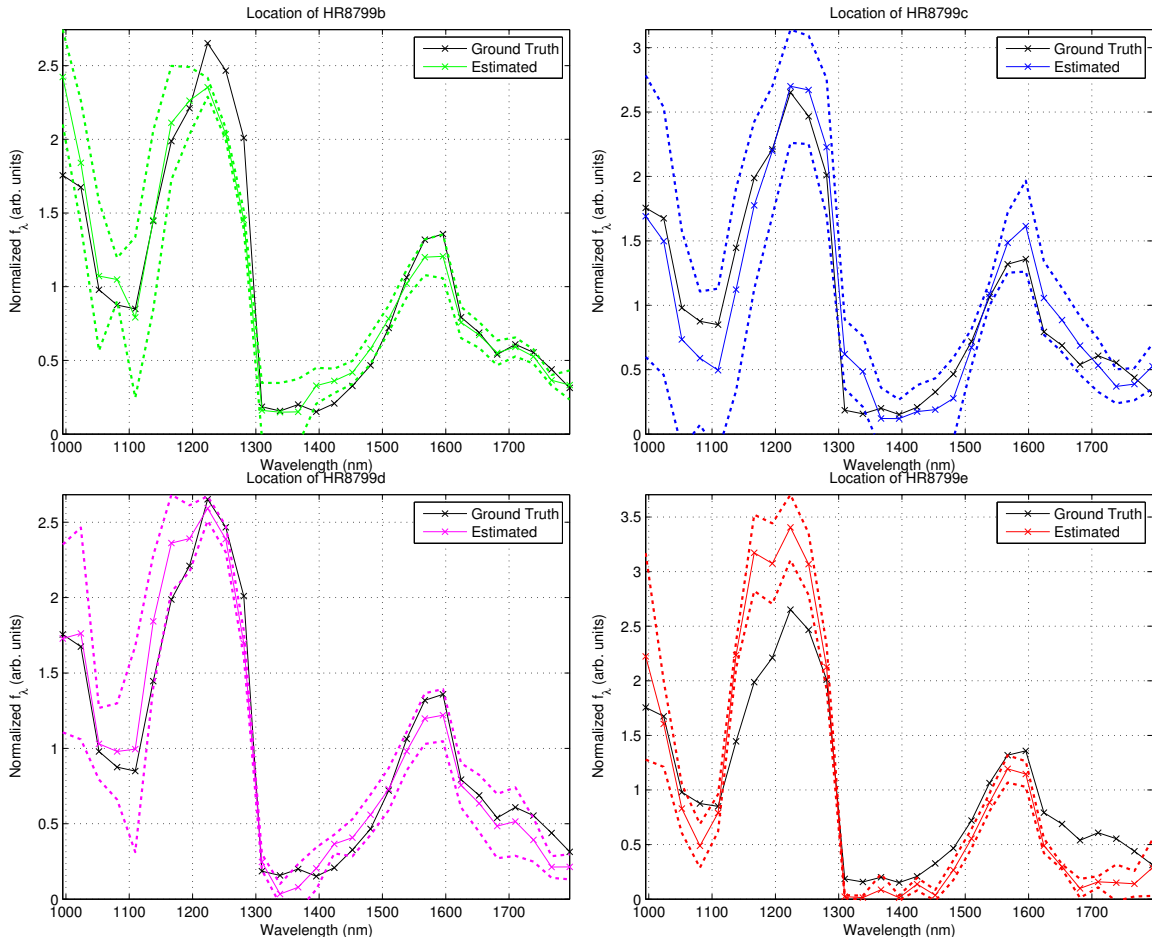 Location of HR8799b
Normalized fλ (arb. units)
2.5
2
1.5
1
0.5
0
Ground Truth
Estimated
1000 1100 1200 1300 1400 1500 1600 1700
Wavelength (nm)
Location of HR8799c
Normalized fλ (arb. units)
3
2.5
2
1.5
1
0.5
0
Ground Truth
Estimated
1000 1100 1200 1300 1400 1500 1600 1700
Wavelength (nm)
Location of HR8799d
Normalized fλ (arb. units)
2.5
2
1.5
1
0.5
0
Ground Truth
Estimated
1000 1100 1200 1300 1400 1500 1600 1700
Wavelength (nm)
Location of HR8799e
Normalized fλ (arb. units)
3.5
3
2.5
2
1.5
1
0.5
0
Ground Truth
Estimated
1000 1100 1200 1300 1400 1500 1600 1700
Wavelength (nm)